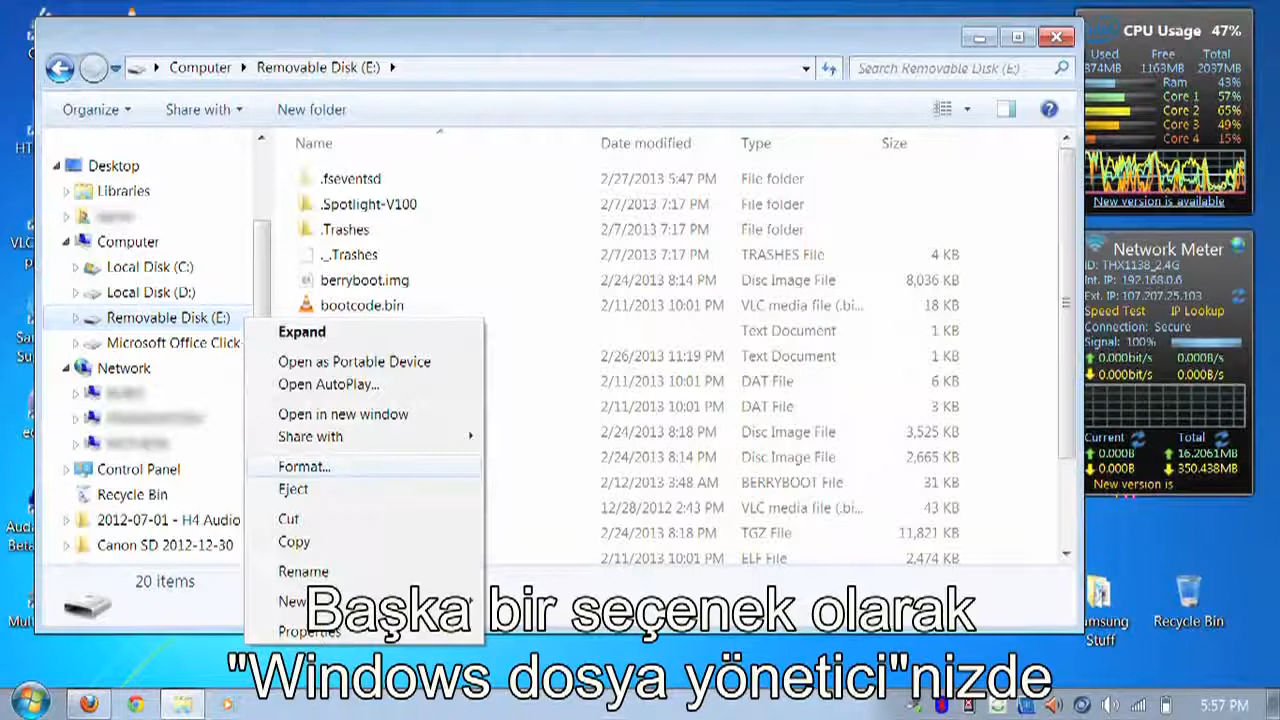 CPU Usage 47%
Used Free Total
874MB 1163MB 2037MB
Ram 43%
Core 1 57%
Core 2 65%
Core 3 49%
Core 4 15%
New version is available
Network Meter
ID: THX1138_2.4G
Int. IP: 192.168.0.6
Ext. IP: 107.207.25.103
Speed Test IP Lookup
Connection: Secure
Signal: 100%
0.000bit/s 0.000B/s
0.000bit/s 0.000B/s
Current Total
0.000B 16.2061MB
0.000B 350.438MB
New version is
Computer Removable Disk (E:)
Search Removable Disk (E:)
Organize Share with New folder
Name Date modified Type Size
Desktop
Libraries
Computer
Local Disk (C:)
Local Disk (D:)
Removable Disk (E:)
Microsoft Office Click
Network
Control Panel
Recycle Bin
2012-07-01 - H4 Audio
Canon SD 2012-12-30
20 items
.fseventsd 2/27/2013 5:47 PM File folder
.Spotlight-V100 2/7/2013 7:17 PM File folder
.Trashes 2/7/2013 7:17 PM File folder
._.Trashes 2/7/2013 7:17 PM TRASHES File 4 KB
berryboot.img 2/24/2013 8:14 PM Disc Image File 8,036 KB
bootcode.bin 2/11/2013 10:01 PM VLC media file (.bi... 18 KB
Text Document 1 KB
2/26/2013 11:19 PM Text Document 1 KB
2/11/2013 10:01 PM DAT File 6 KB
2/11/2013 10:01 PM DAT File 3 KB
2/24/2013 8:18 PM Disc Image File 3,525 KB
2/24/2013 8:14 PM Disc Image File 2,665 KB
2/12/2013 3:48 AM BERRYBOOT File 31 KB
12/28/2012 2:43 PM VLC media file (.bi... 43 KB
2/24/2013 8:18 PM TGZ File 11,821 KB
2/11/2013 10:01 PM ELF File 2,474 KB
Expand
Open as Portable Device
Open AutoPlay...
Open in new window
Share with
Format...
Eject
Cut
Copy
Rename
New
Properties
Başka bir seçenek olarak
"Windows dosya yönetici"nizde
Stuff
Recycle Bin
5:57 PM